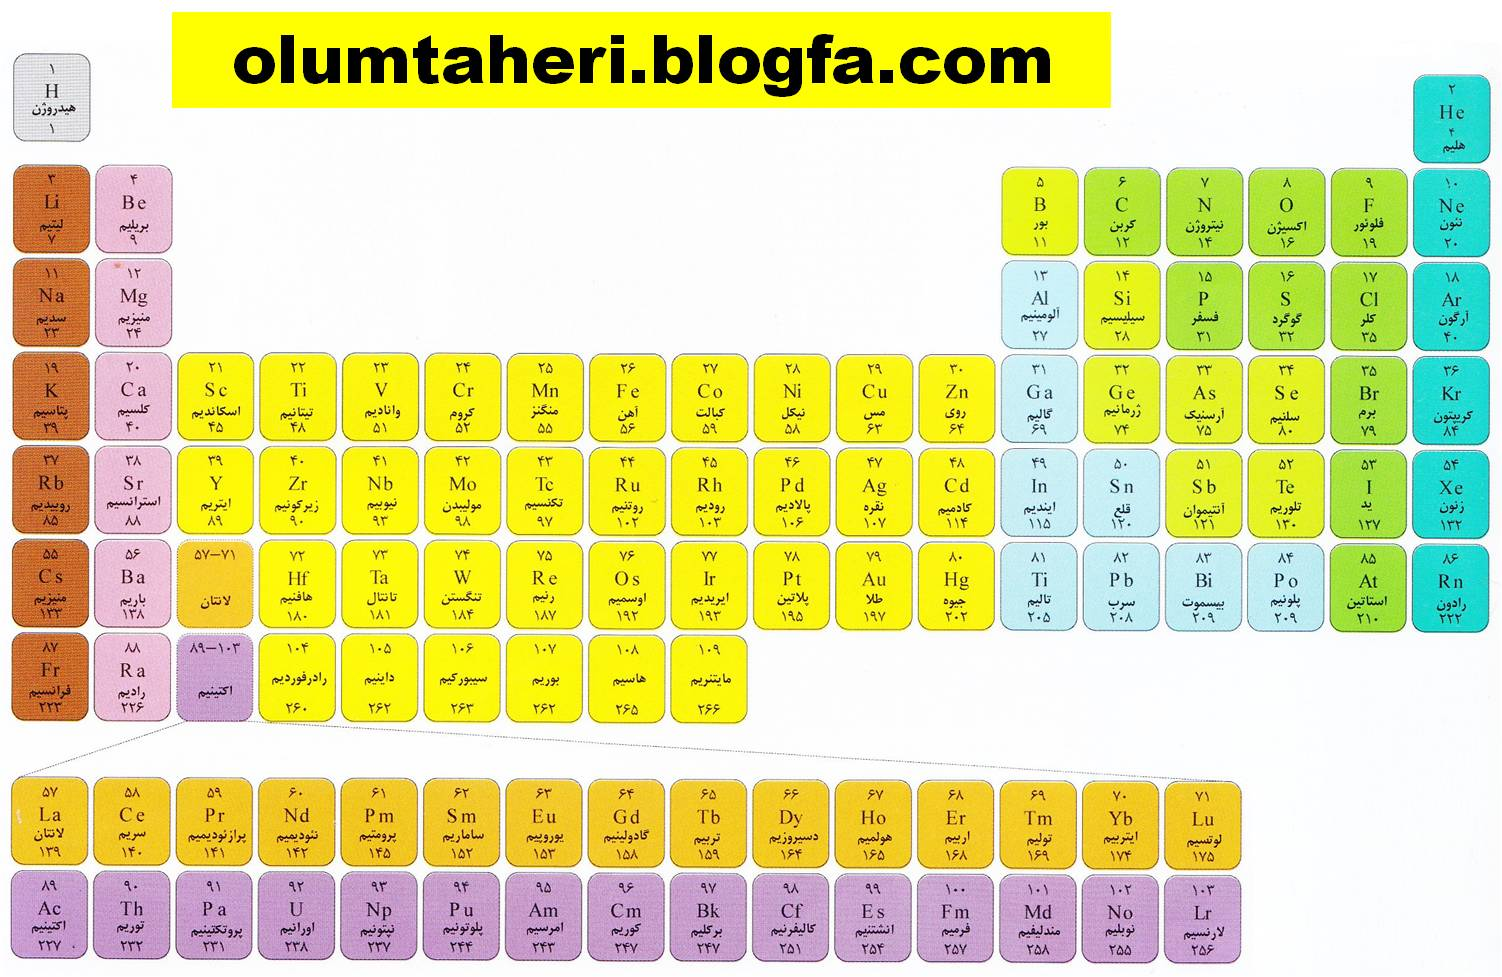 olumtaheri.blogfa.com
۱ ۲
H He
هیدروژن ۴
۱ هلیم
۳ ۴ ۵ ۶ ۷ ۸ ۹ ۱۰
Li Be B C N O F Ne
لیتیم بریلیم بور کربن نیتروژن اکسیژن فلوئور نئون
۷ ۹ ۱۱ ۱۲ ۱۴ ۱۶ ۱۹ ۲۰
۱۱ ۱۲ ۱۳ ۱۴ ۱۵ ۱۶ ۱۷ ۱۸
Na Mg Al Si P S Cl Ar
سدیم منیزیم آلومینیم سیلیسیم فسفر گوگرد کلر آرگون
۲۳ ۲۴ ۲۷ ۲۸ ۳۱ ۳۲ ۳۵ ۴۰
۱۹ ۲۰ ۲۱ ۲۲ ۲۳ ۲۴ ۲۵ ۲۶ ۲۷ ۲۸ ۲۹ ۳۰ ۳۱ ۳۲ ۳۳ ۳۴ ۳۵ ۳۶
K Ca Sc Ti V Cr Mn Fe Co Ni Cu Zn Ga Ge As Se Br Kr
پتاسیم کلسیم اسکاندیم تیتانیم وانادیم کروم منگنز آهن کبالت نیکل مس روی گالیم ژرمانیم آرسنیک سلنیم برم کریپتون
۳۹ ۴۰ ۴۵ ۴۸ ۵۱ ۵۲ ۵۵ ۵۶ ۵۹ ۵۸ ۶۳ ۶۴ ۶۹ ۷۴ ۷۵ ۸۰ ۷۹ ۸۴
۳۷ ۳۸ ۳۹ ۴۰ ۴۱ ۴۲ ۴۳ ۴۴ ۴۵ ۴۶ ۴۷ ۴۸ ۴۹ ۵۰ ۵۱ ۵۲ ۵۳ ۵۴
Rb Sr Y Zr Nb Mo Tc Ru Rh Pd Ag Cd In Sn Sb Te I Xe
روبیدیم استرانسیم ایتریم زیرکونیم نیوبیم مولیبدن تکنسیم روتنیم رودیم پالادیم نقره کادمیم ایندیم قلع آنتیموان تلوریم ید زنون
۸۵ ۸۸ ۸۹ ۹۰ ۹۳ ۹۸ ۹۷ ۱۰۲ ۱۰۳ ۱۰۶ ۱۰۷ ۱۱۴ ۱۱۵ ۱۲۰ ۱۲۱ ۱۳۰ ۱۲۷ ۱۳۲
۵۵ ۵۶ ۵۷–۷۱ ۷۲ ۷۳ ۷۴ ۷۵ ۷۶ ۷۷ ۷۸ ۷۹ ۸۰ ۸۱ ۸۲ ۸۳ ۸۴ ۸۵ ۸۶
Cs Ba Hf Ta W Re Os Ir Pt Au Hg Ti Pb Bi Po At Rn
منیزیم باریم لانتان هافنیم تانتال تنگستن رنیم اوسمیم ایریدیم پلاتین طلا جیوه تالیم سرب بیسموت پلونیم استاتین رادون
۱۳۳ ۱۳۸ ۱۸۰ ۱۸۱ ۱۸۴ ۱۸۷ ۱۹۲ ۱۹۳ ۱۹۵ ۱۹۷ ۲۰۲ ۲۰۵ ۲۰۸ ۲۰۹ ۲۰۹ ۲۱۰ ۲۲۲
۸۷ ۸۸ ۸۹–۱۰۳ ۱۰۴ ۱۰۵ ۱۰۶ ۱۰۷ ۱۰۸ ۱۰۹
Fr Ra
فرانسیم رادیم اکتینیم رادرفوردیم داینیم سیبورکیم بوریم هاسیم مایتنریم
۲۲۳ ۲۲۶ ۲۶۰ ۲۶۲ ۲۶۳ ۲۶۲ ۲۶۵ ۲۶۶
۵۷ ۵۸ ۵۹ ۶۰ ۶۱ ۶۲ ۶۳ ۶۴ ۶۵ ۶۶ ۶۷ ۶۸ ۶۹ ۷۰ ۷۱
La Ce Pr Nd Pm Sm Eu Gd Tb Dy Ho Er Tm Yb Lu
لانتان سریم پرازئودیمیم نئودیمیم پرومتیم ساماریم یوروپیم گادولینیم تربیم دسیروزیم هولمیم اربیم تولیم ایتربیم لوتسیم
۱۳۹ ۱۴۰ ۱۴۱ ۱۴۲ ۱۴۵ ۱۵۲ ۱۵۳ ۱۵۸ ۱۵۹ ۱۶۴ ۱۶۵ ۱۶۸ ۱۶۹ ۱۷۴ ۱۷۵
۸۹ ۹۰ ۹۱ ۹۲ ۹۳ ۹۴ ۹۵ ۹۶ ۹۷ ۹۸ ۹۹ ۱۰۰ ۱۰۱ ۱۰۲ ۱۰۳
Ac Th Pa U Np Pu Am Cm Bk Cf Es Fm Md No Lr
اکتینیم توریم پروتکتینیم اورانیم نپتونیم پلوتونیم امرسیم کوریم برکلیم کالیفرنیم انشتنیم فرمیم مندلیفیم نوبلیم لارنسیم
۲۲۷ ۲۳۲ ۲۳۱ ۲۳۸ ۲۳۷ ۲۴۴ ۲۴۳ ۲۴۷ ۲۴۷ ۲۵۱ ۲۵۴ ۲۵۷ ۲۵۸ ۲۵۵ ۲۵۶